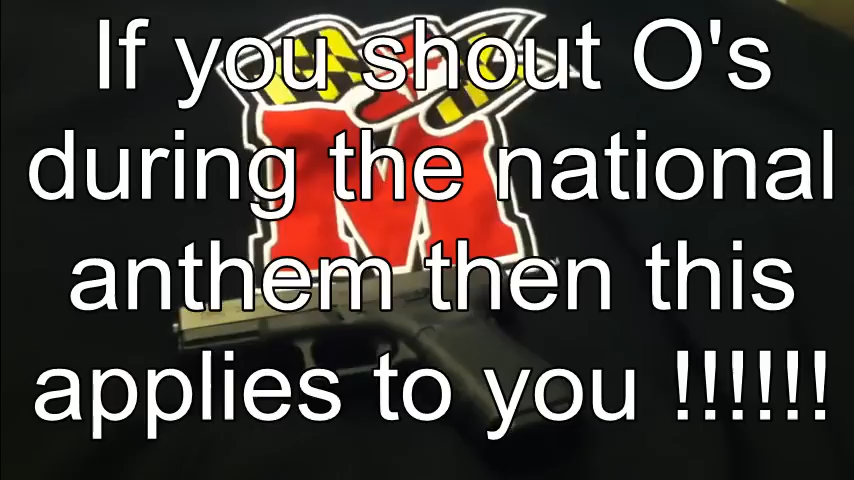 If you shout O's
during the national
anthem then this
applies to you !!!!!!
M